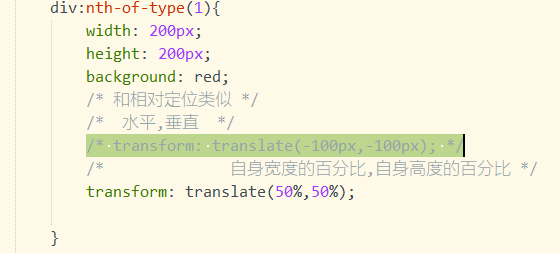 div:nth-of-type(1){
width: 200px;
height: 200px;
background: red;
/* 和相对定位类似 */
/* 水平,垂直 */
/* transform: translate(-100px,-100px); */
/* 自身宽度的百分比,自身高度的百分比 */
transform: translate(50%,50%);
}